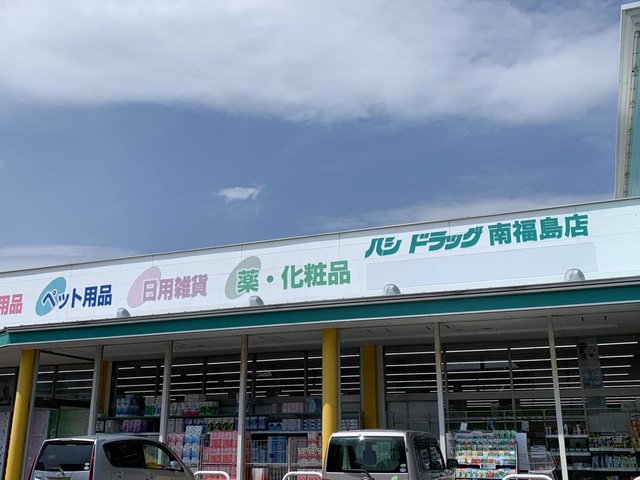 用品
ペット用品
日用雑貨
薬・化粧品
ハシ ドラッグ 南福島店